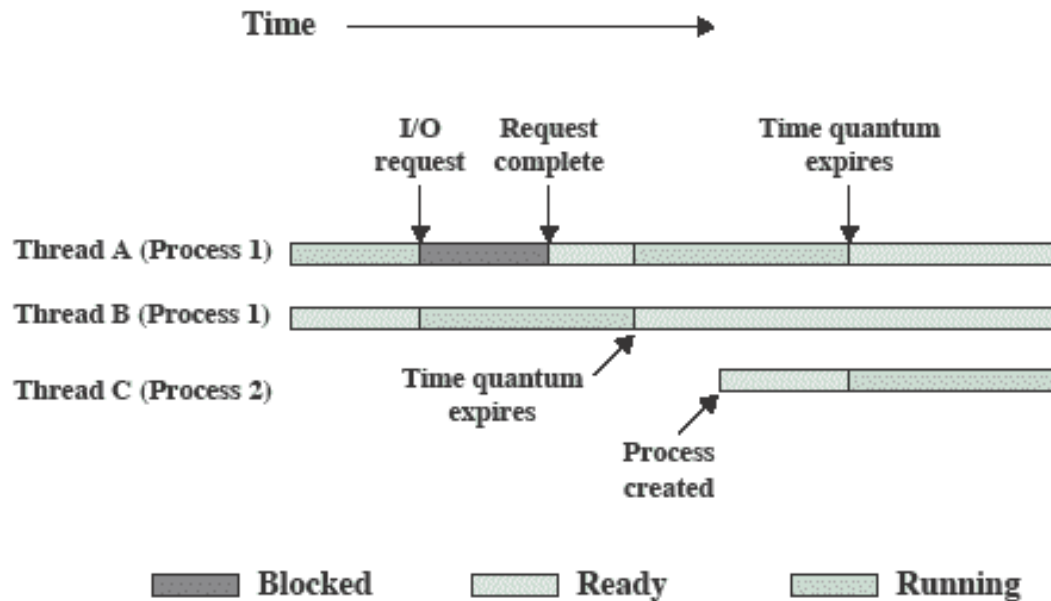 Time
I/O
request
Request
complete
Time quantum
expires
Thread A (Process 1)
Thread B (Process 1)
Thread C (Process 2)
Time quantum
expires
Process
created
Blocked
Ready
Running